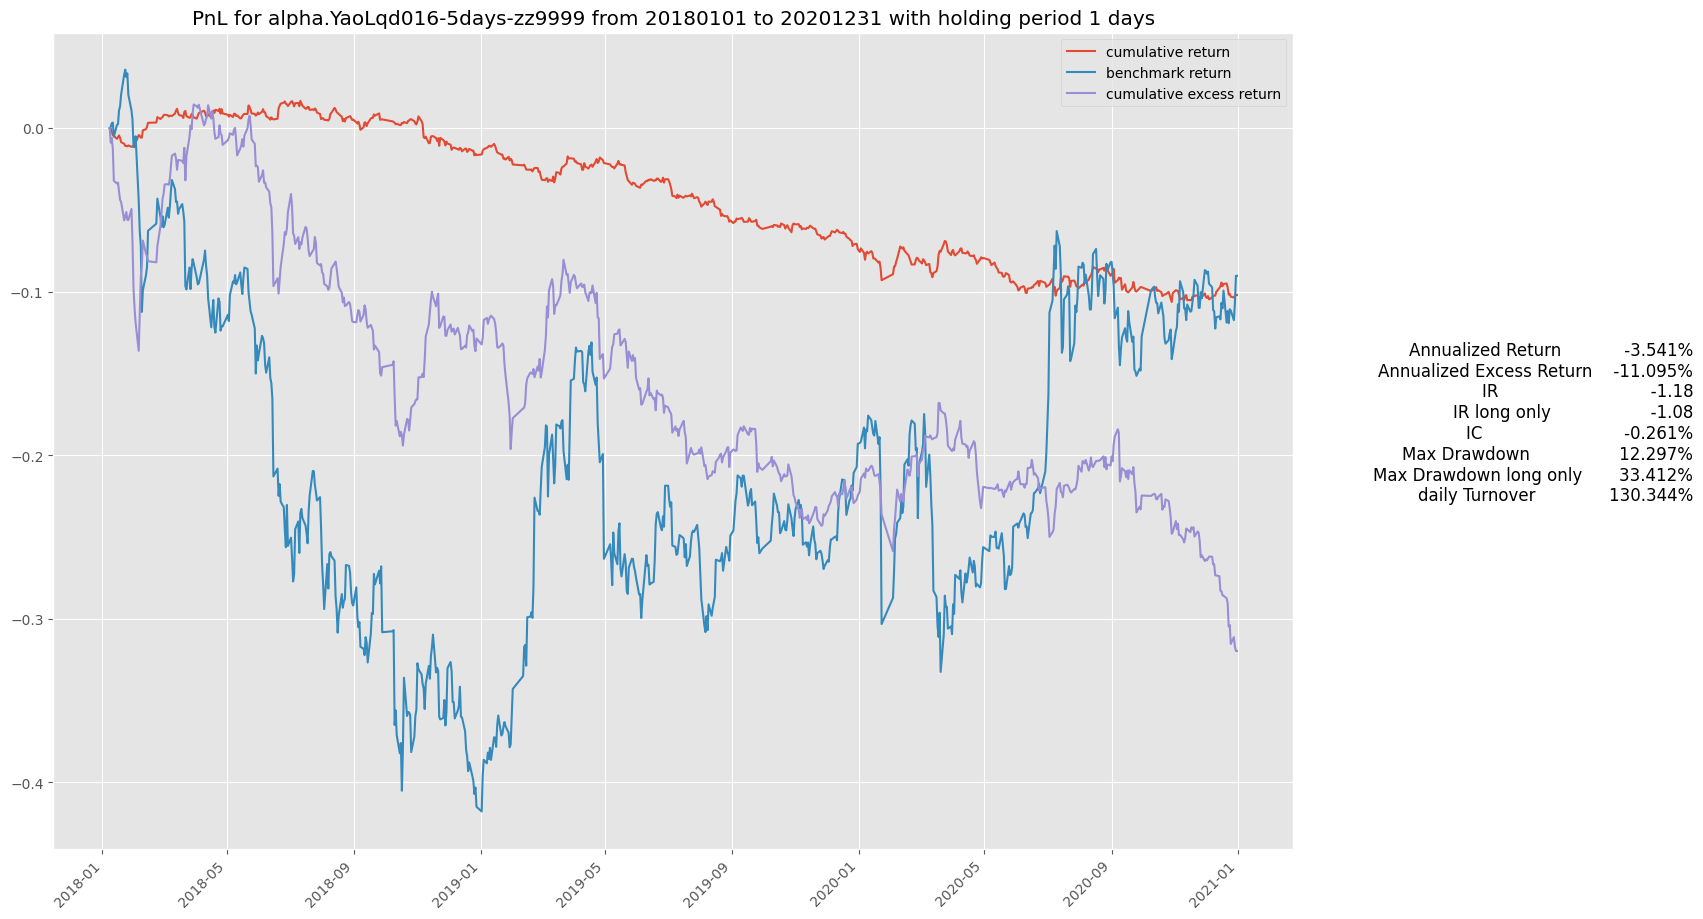 PnL for alpha.YaoLqd016-5days-zz9999 from 20180101 to 20201231 with holding period 1 days
cumulative return
benchmark return
cumulative excess return
0.0
−0.1
−0.2
−0.3
−0.4
Annualized Return -3.541%
Annualized Excess Return -11.095%
IR -1.18
IR long only -1.08
IC -0.261%
Max Drawdown 12.297%
Max Drawdown long only 33.412%
daily Turnover 130.344%
2018-01
2018-05
2018-09
2019-01
2019-05
2019-09
2020-01
2020-05
2020-09
2021-01